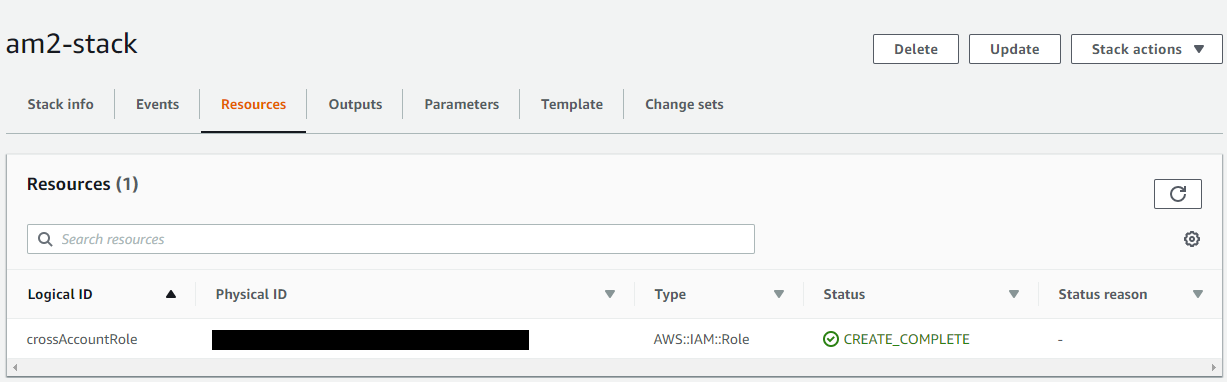 am2-stack
Delete Update Stack actions
Stack info Events Resources Outputs Parameters Template Change sets
Resources (1)
Search resources
Logical ID Physical ID Type Status Status reason
crossAccountRole AWS::IAM::Role CREATE_COMPLETE -